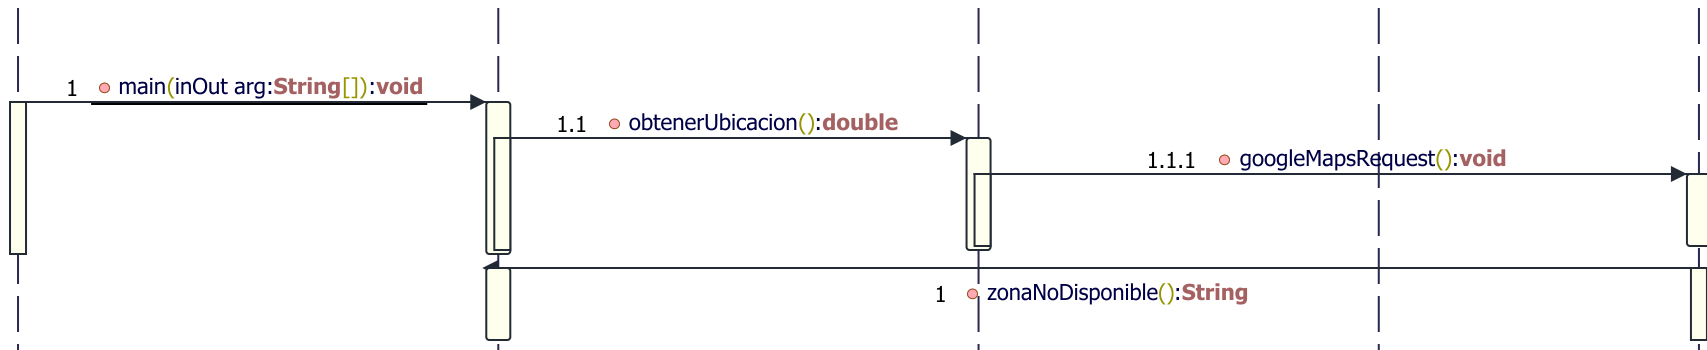 1 main(inOut arg:String[]):void
1.1 obtenerUbicacion():double
1.1.1 googleMapsRequest():void
1 zonaNoDisponible():String